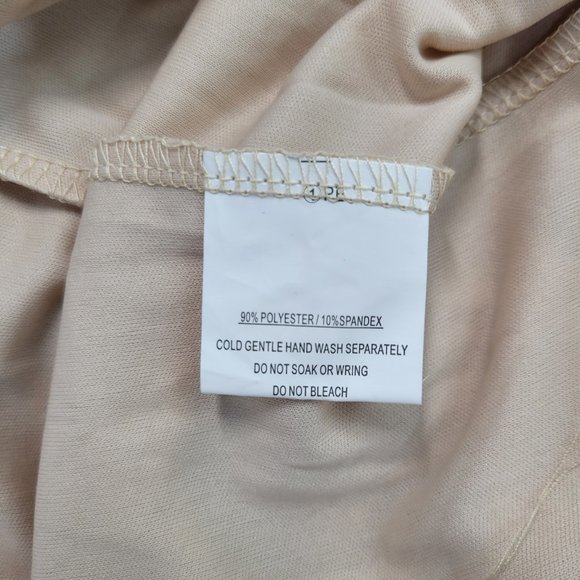 90% POLYESTER / 10%SPANDEX
COLD GENTLE HAND WASH SEPARATELY
DO NOT SOAK OR WRING
DO NOT BLEACH